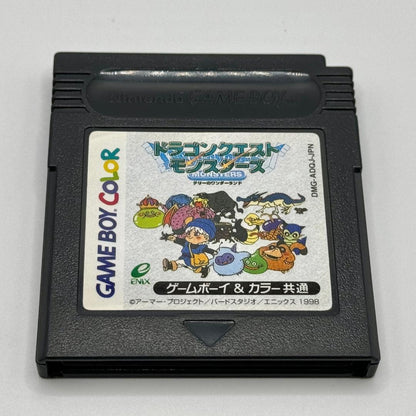 Nintendo GAME BOY
ドラゴンクエスト
モンスターズ
MONSTERS
テリーのワンダーランド
DMG-ADQJ-JPN
GAME BOY COLOR
ENIX
ゲームボーイ & カラー共通
©アーマー・プロジェクト/バードスタジオ/エニックス 1998